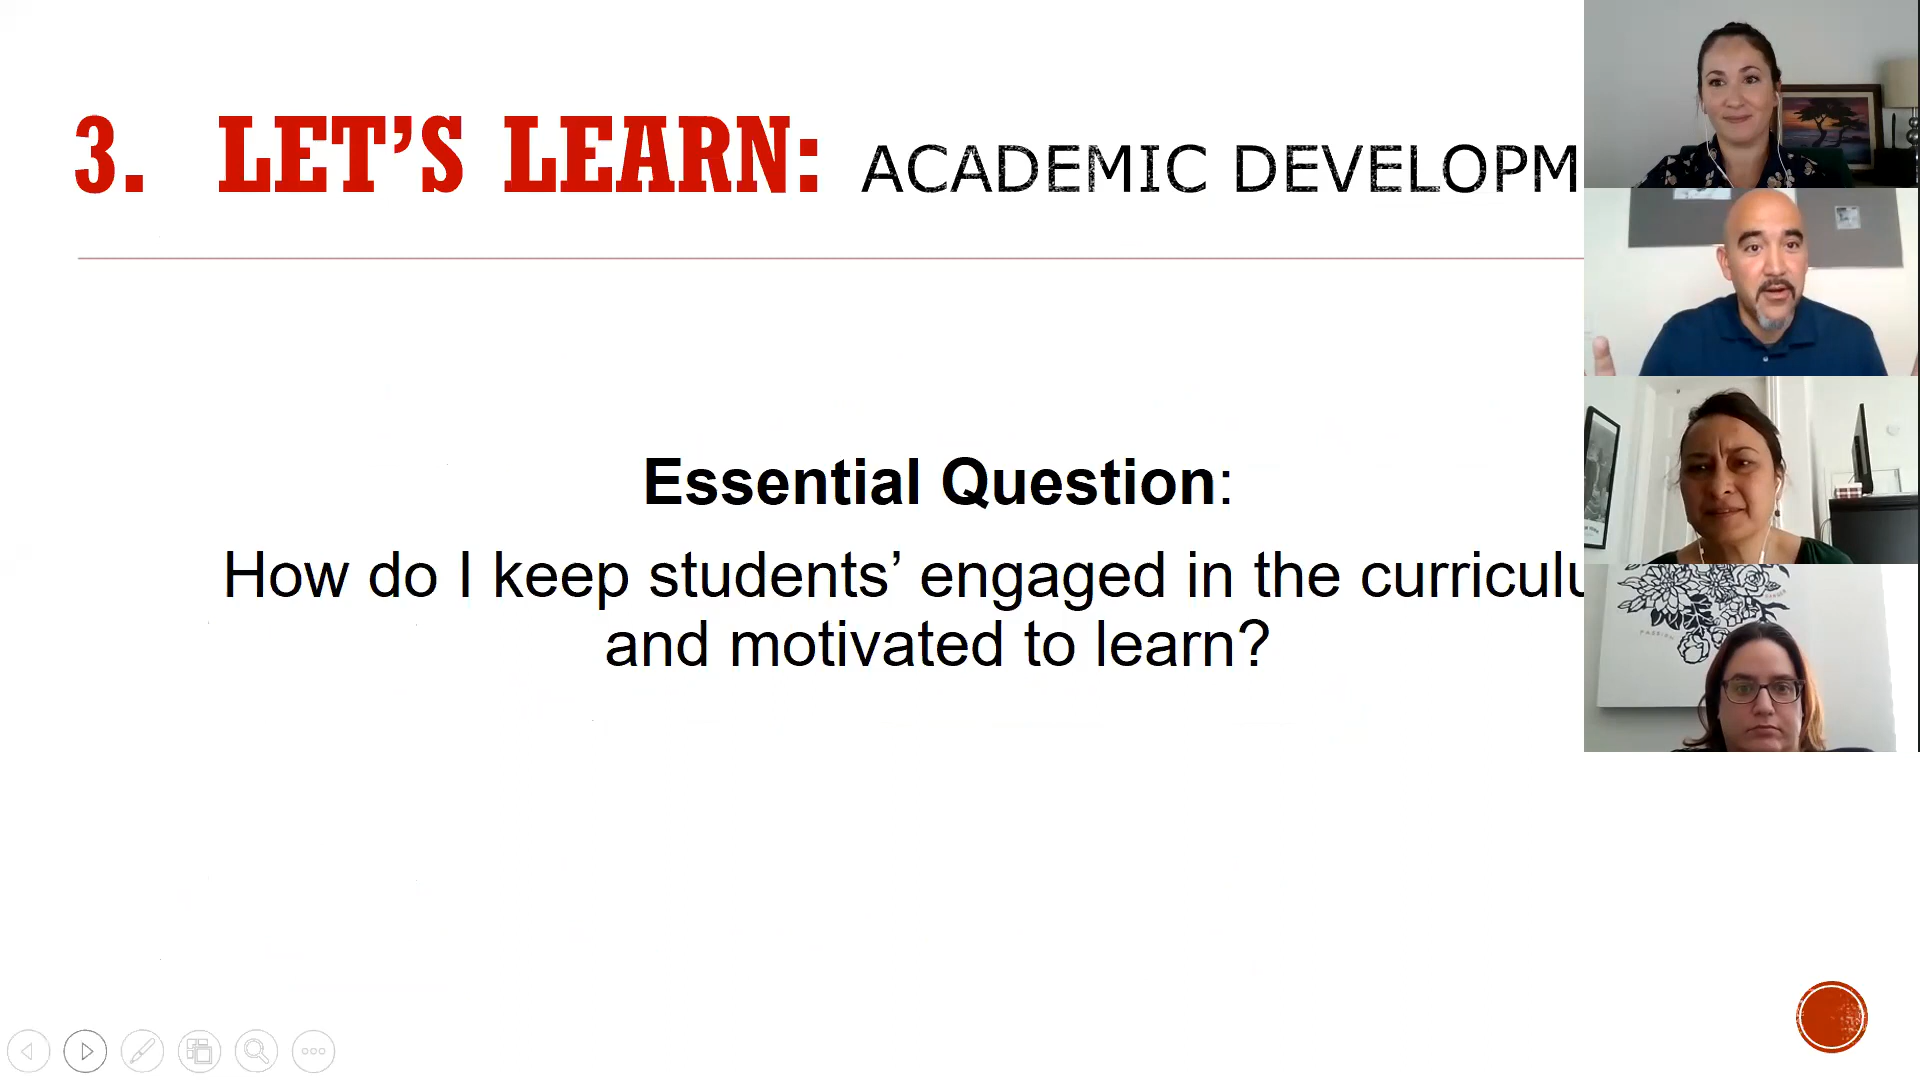 3. LET'S LEARN: ACADEMIC DEVELOPM
Essential Question:
How do I keep students' engaged in the curriculu
and motivated to learn?
PASSION